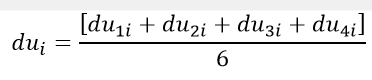 du_i = [du_{1i} + du_{2i} + du_{3i} + du_{4i}] / 6